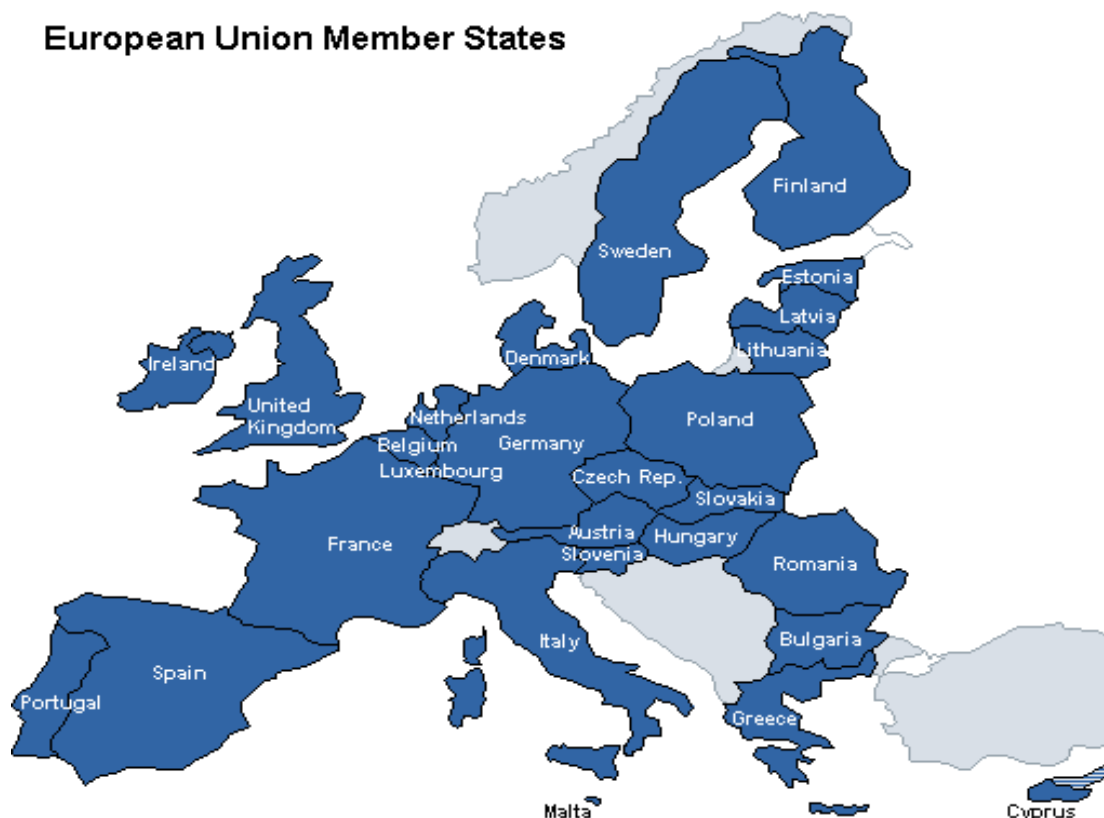 European Union Member States
Finland
Sweden
Estonia
Latvia
Lithuania
Denmark
Ireland
United
Kingdom
Netherlands
Belgium
Germany
Poland
Luxembourg
Czech Rep.
Slovakia
France
Austria
Hungary
Slovenia
Romania
Italy
Bulgaria
Spain
Portugal
Greece
Malta
Cyprus